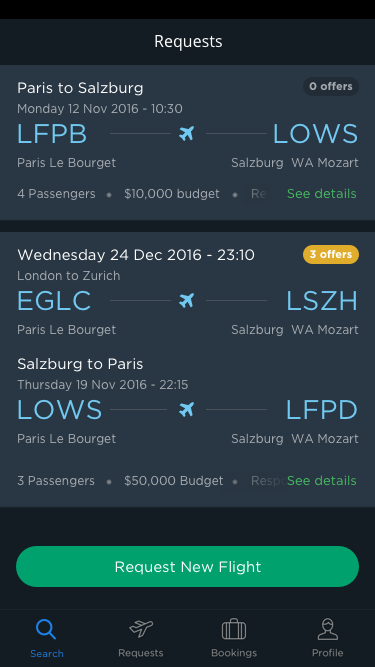 Requests
Paris to Salzburg 0 offers
Monday 12 Nov 2016 - 10:30
LFPB LOWS
Paris Le Bourget Salzburg WA Mozart
4 Passengers • $10,000 budget • See details
Wednesday 24 Dec 2016 - 23:10 3 offers
London to Zurich
EGLC LSZH
Paris Le Bourget Salzburg WA Mozart
Salzburg to Paris
Thursday 19 Nov 2016 - 22:15
LOWS LFPD
Paris Le Bourget Salzburg WA Mozart
3 Passengers • $50,000 Budget • See details
Request New Flight
Search Requests Bookings Profile